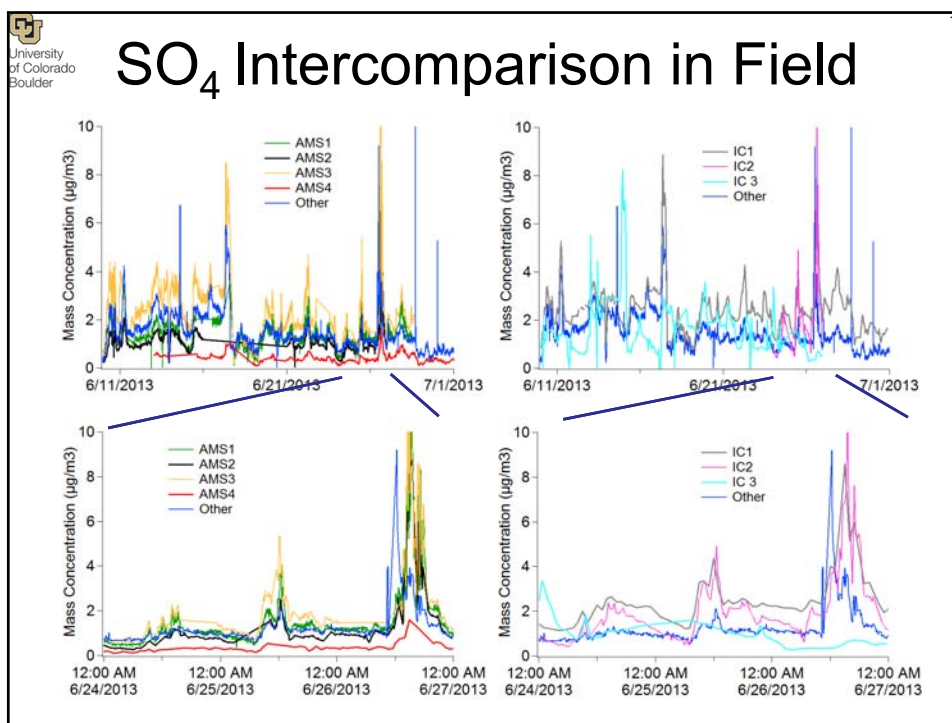 University
of Colorado
Boulder
SO4 Intercomparison in Field
10
8
6
4
2
0
Mass Concentration (µg/m3)
AMS1
AMS2
AMS3
AMS4
Other
6/11/2013
6/21/2013
7/1/2013
10
8
6
4
2
0
Mass Concentration (µg/m3)
IC1
IC2
IC 3
Other
6/11/2013
6/21/2013
7/1/2013
10
8
6
4
2
0
Mass Concentration (µg/m3)
AMS1
AMS2
AMS3
AMS4
Other
12:00 AM 12:00 AM 12:00 AM 12:00 AM
6/24/2013 6/25/2013 6/26/2013 6/27/2013
10
8
6
4
2
0
Mass Concentration (µg/m3)
IC1
IC2
IC 3
Other
12:00 AM 12:00 AM 12:00 AM 12:00 AM
6/24/2013 6/25/2013 6/26/2013 6/27/2013